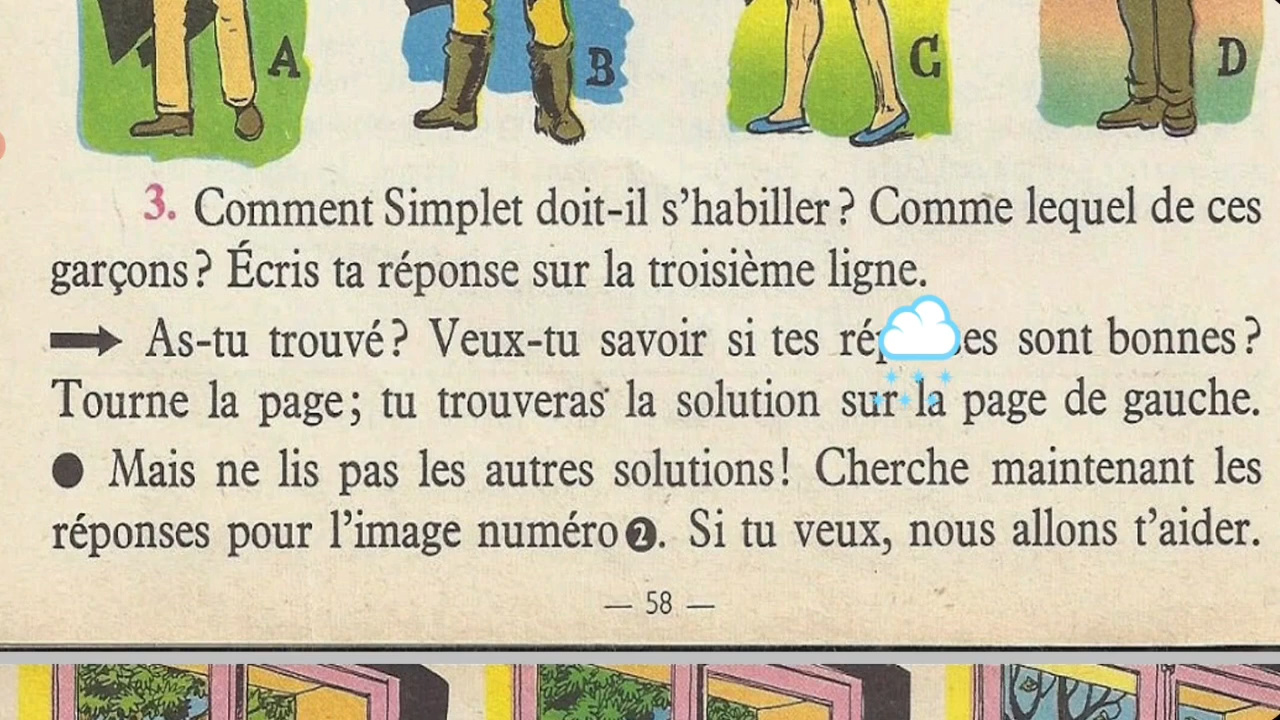 A B C D
3. Comment Simplet doit-il s'habiller ? Comme lequel de ces
garçons ? Écris ta réponse sur la troisième ligne.
As-tu trouvé ? Veux-tu savoir si tes sont bonnes ?
Tourne la page ; tu trouveras la solution sur la page de gauche.
● Mais ne lis pas les autres solutions ! Cherche maintenant les
réponses pour l'image numéro ❷. Si tu veux, nous allons t'aider.
— 58 —